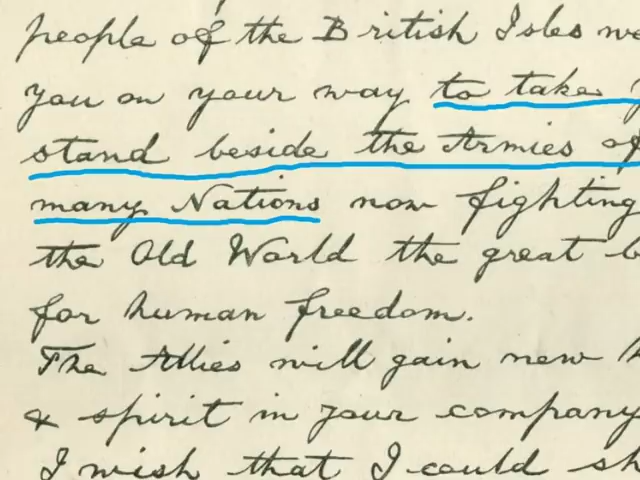 people of the British Isles we
you on your way to take y
stand beside the Armies of
many Nations now fighting
the Old World the great b
for human freedom.
The Allies will gain new h
& spirit in your company
I wish that I could sh